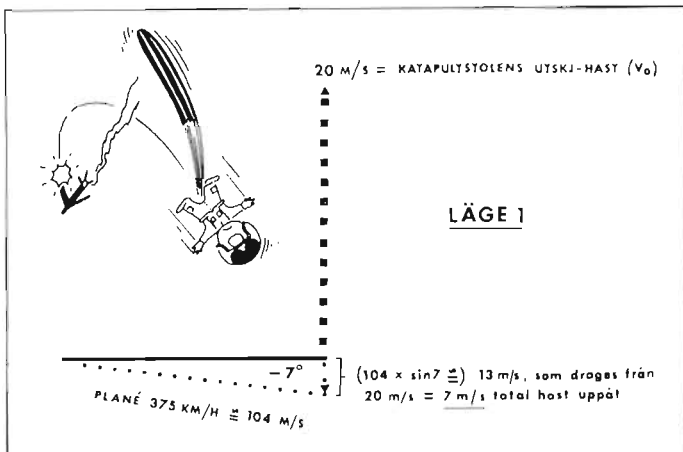 20 M/S = KATAPULTSTOLENS UTSKJ-HAST (V₀)
LÄGE 1
-7°
(104 x sin7 ≌) 13 m/s, som drages från
20 m/s = 7 m/s total hast uppåt
PLANÉ 375 KM/H ≌ 104 M/S